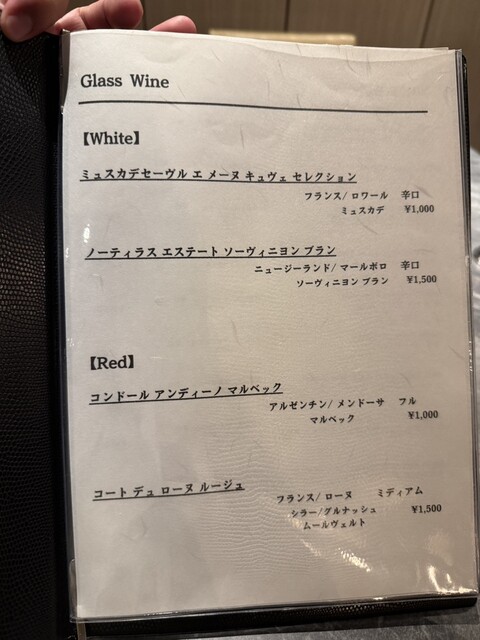 Glass Wine
【White】
ミュスカデセーヴル エ メーヌ キュヴェ セレクション
フランス/ ロワール 辛口
ミュスカデ ¥1,000
ノーティラス エステート ソーヴィニヨン ブラン
ニュージーランド/ マールボロ 辛口
ソーヴィニヨン ブラン ¥1,500
【Red】
コンドール アンディーノ マルベック
アルゼンチン/ メンドーサ フル
マルベック ¥1,000
コート デュ ローヌ ルージュ
フランス/ ローヌ ミディアム
シラー/グルナッシュ ¥1,500
ムールヴェルト